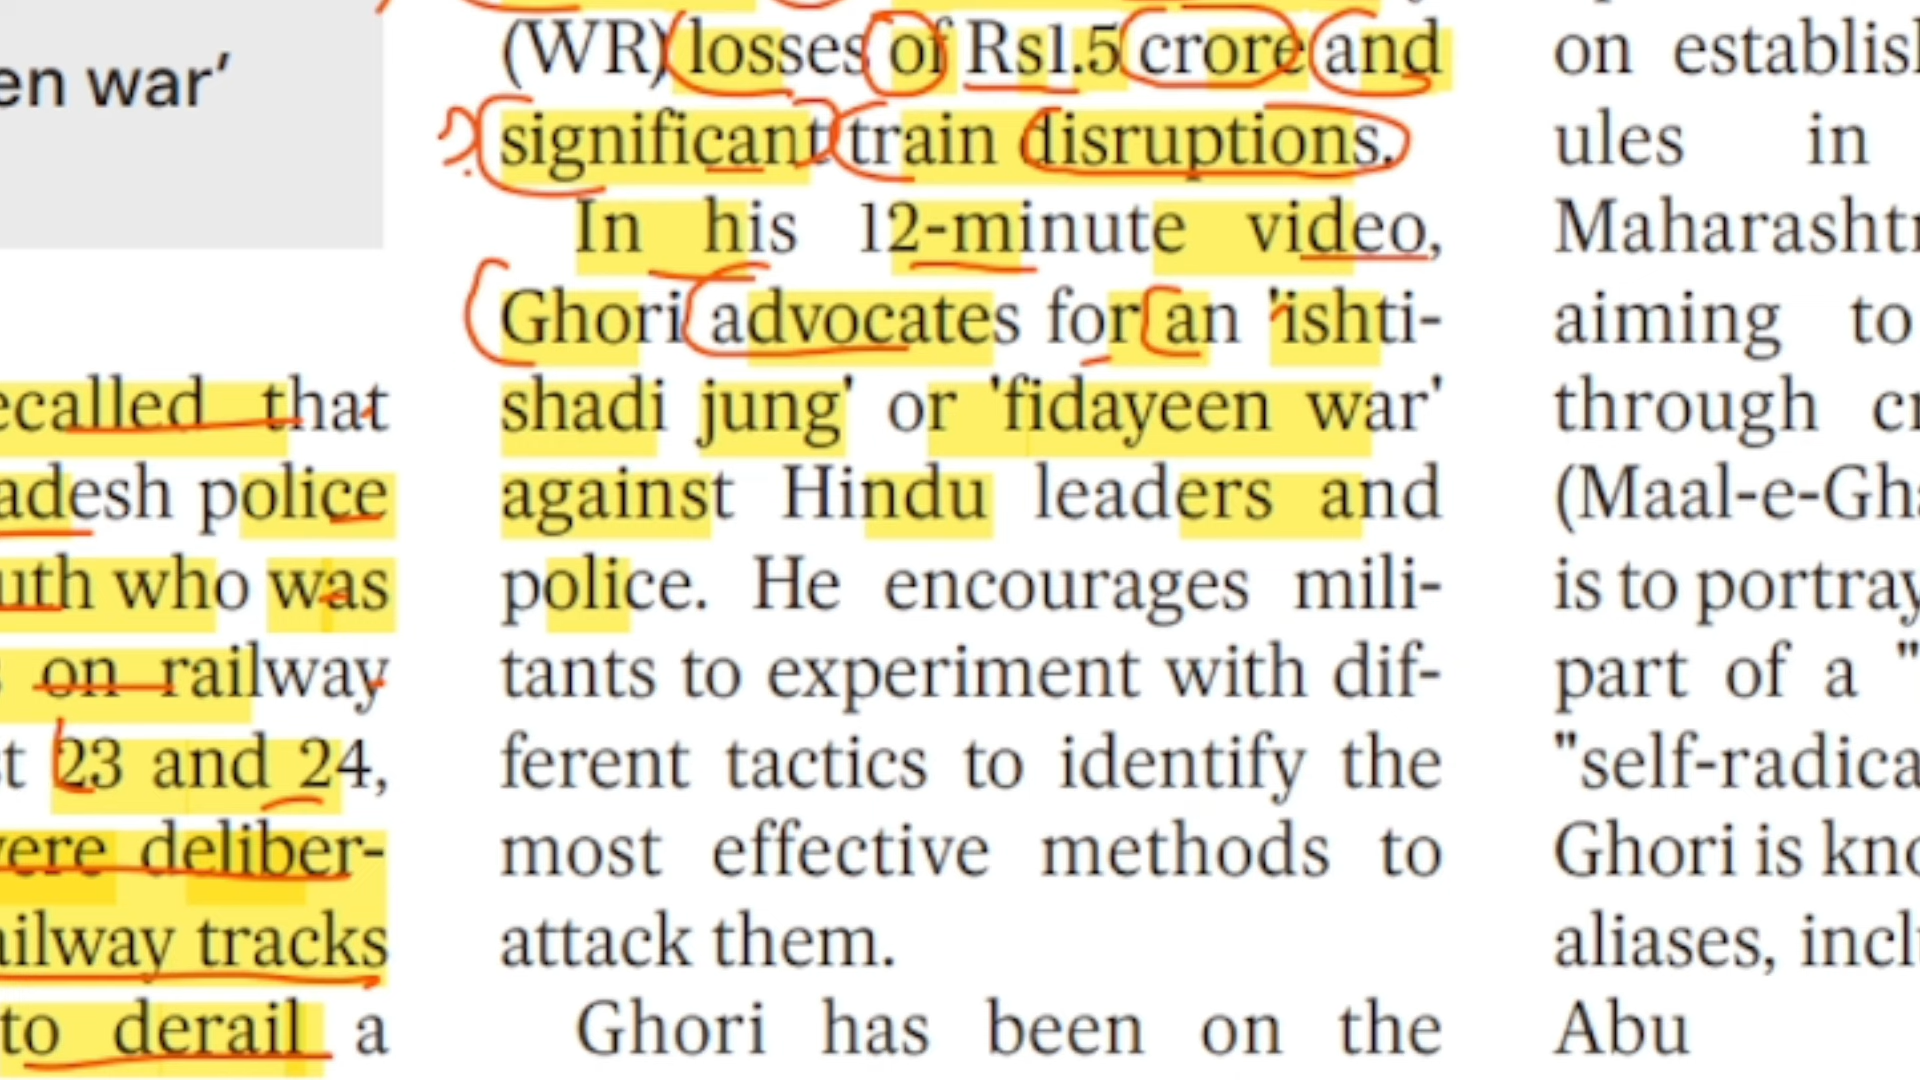 en war’
ecalled that
adesh police
uth who was
on railway
23 and 24,
ere deliber-
ailway tracks
to derail a
(WR) losses of Rs1.5 crore and
significant train disruptions.
In his 12-minute video,
Ghori advocates for an 'ishti-
shadi jung' or 'fidayeen war'
against Hindu leaders and
police. He encourages mili-
tants to experiment with dif-
ferent tactics to identify the
most effective methods to
attack them.
Ghori has been on the
on establish
ules in
Maharasht
aiming to
through c
(Maal-e-Gh
is to portray
part of a "
"self-radica
Ghori is kno
aliases, incl
Abu